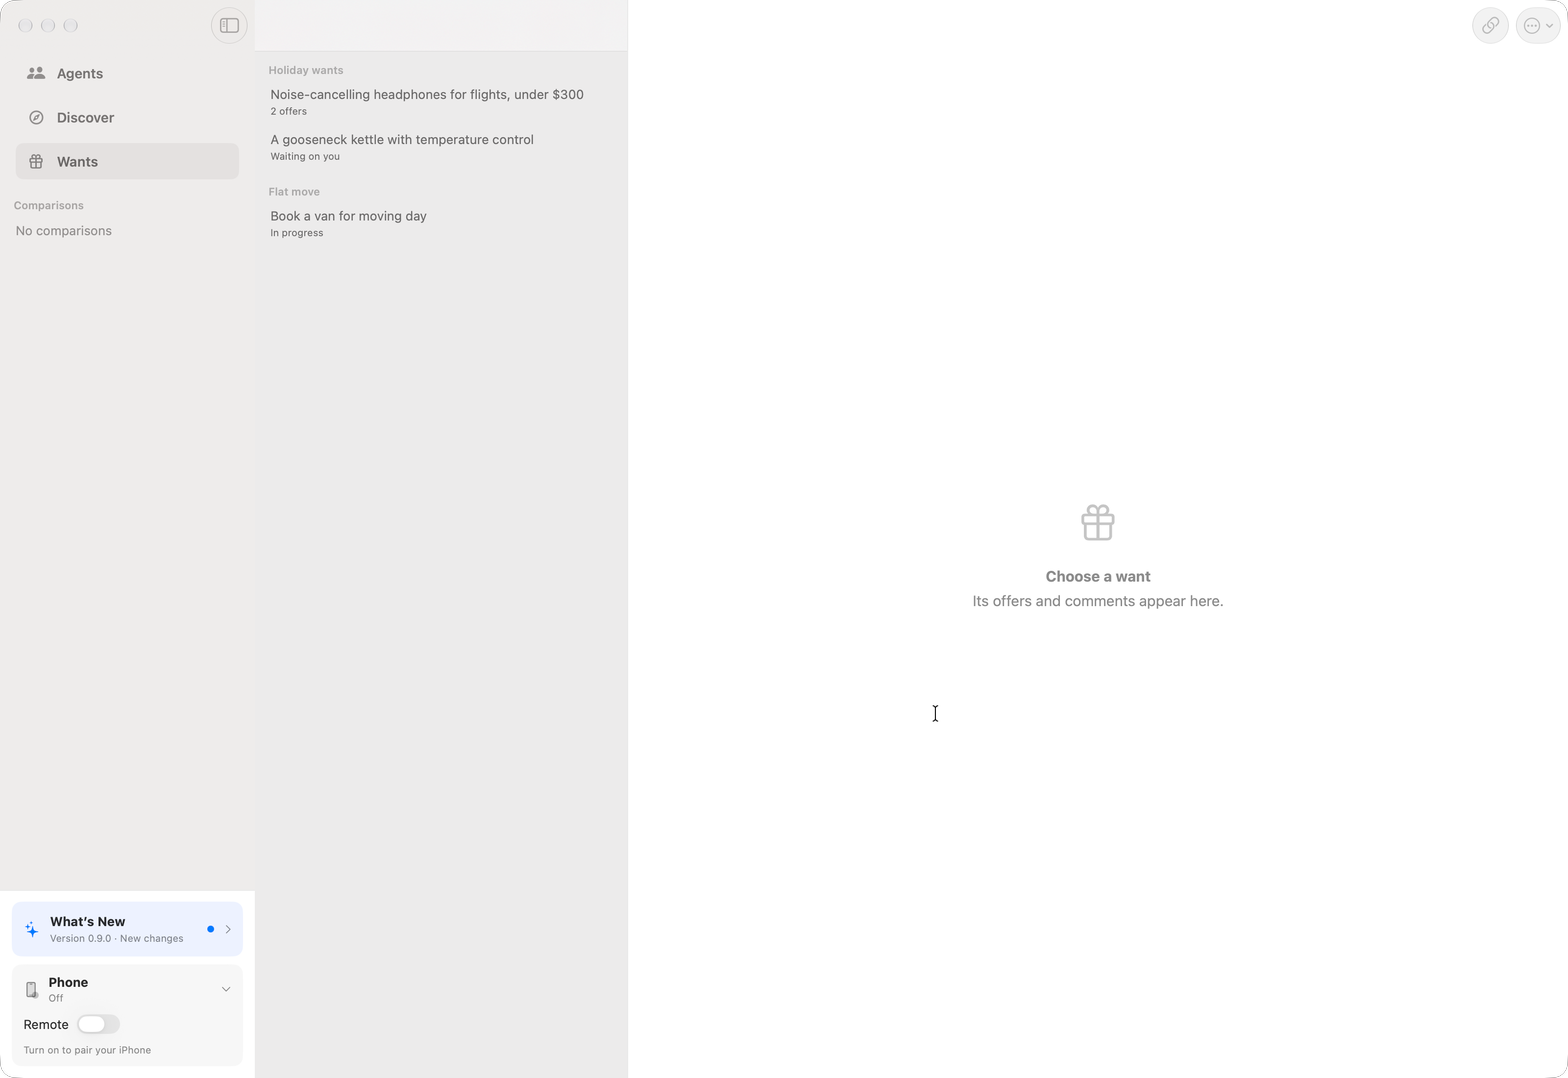 Agents
Discover
Wants
Comparisons
No comparisons
What's New
Version 0.9.0 · New changes
Phone
Off
Remote
Turn on to pair your iPhone
Holiday wants
Noise-cancelling headphones for flights, under $300
2 offers
A gooseneck kettle with temperature control
Waiting on you
Flat move
Book a van for moving day
In progress
Choose a want
Its offers and comments appear here.